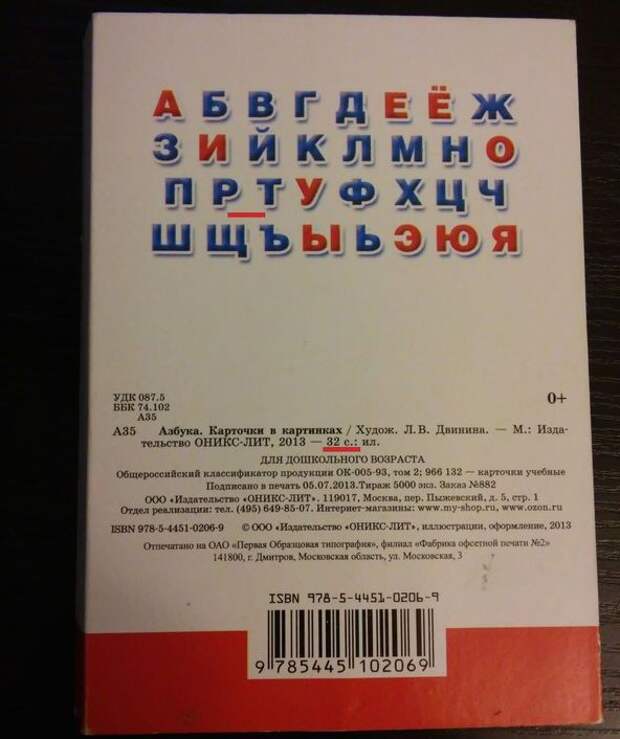 А Б В Г Д Е Ё Ж
З И Й К Л М Н О
П Р Т У Ф Х Ц Ч
Ш Щ Ъ Ы Ь Э Ю Я
УДК 087.5
ББК 74.102
А35
0+
А35 Азбука. Карточки в картинках / Худож. Л. В. Двинина. — М.: Изда-
тельство ОНИКС-ЛИТ, 2013 — 32 с.: ил.
ДЛЯ ДОШКОЛЬНОГО ВОЗРАСТА
Общероссийский классификатор продукции ОК-005-93, том 2; 966 132 — карточки учебные
Подписано в печать 05.07.2013. Тираж 5000 экз. Заказ №882
ООО «Издательство «ОНИКС-ЛИТ». 119017, Москва, пер. Пыжевский, д. 5, стр. 1
Отдел реализации: тел. (495) 649-85-07. Интернет-магазины: www.my-shop.ru, www.ozon.ru
ISBN 978-5-4451-0206-9 © ООО «Издательство «ОНИКС-ЛИТ», иллюстрации, оформление, 2013
Отпечатано на ОАО «Первая Образцовая типография», филиал «Фабрика офсетной печати №2»
141800, г. Дмитров, Московская область, ул. Московская, 3
ISBN 978-5-4451-0206-9
9 785445 102069